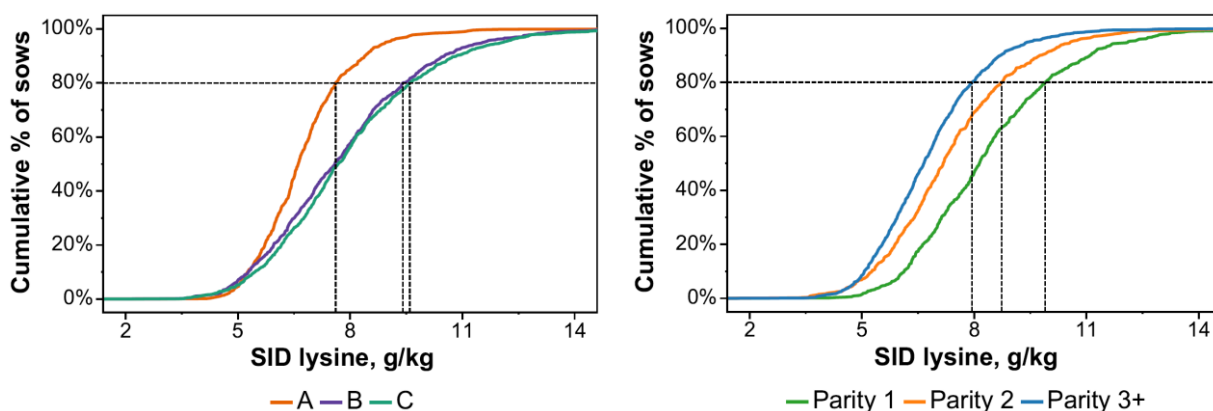 Cumulative % of sows
100%
80%
60%
40%
20%
0%
2 5 8 11 14
SID lysine, g/kg
A B C
Cumulative % of sows
100%
80%
60%
40%
20%
0%
2 5 8 11 14
SID lysine, g/kg
Parity 1 Parity 2 Parity 3+